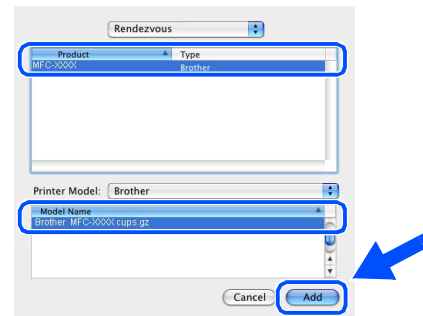 Rendezvous
Product Type
MFC-XXXX Brother
Printer Model: Brother
Model Name
Brother MFC-XXXX cups.gz
Cancel Add